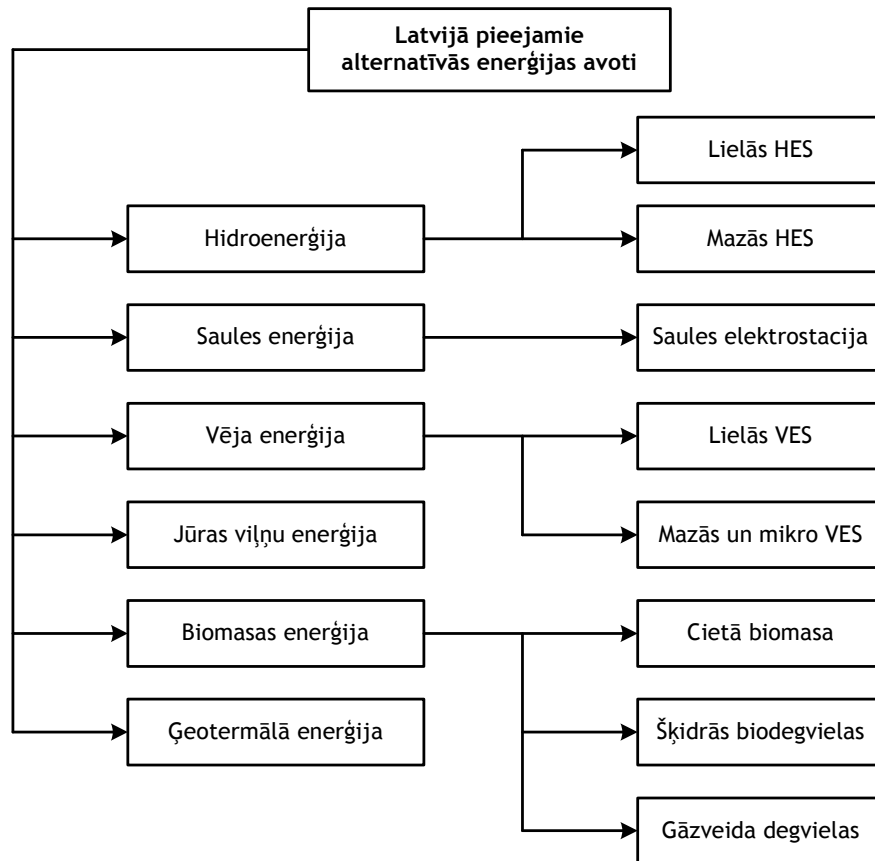 Latvijā pieejamie
alternatīvās enerģijas avoti
Lielās HES
Hidroenerģija
Mazās HES
Saules enerģija
Saules elektrostacija
Vēja enerģija
Lielās VES
Jūras viļņu enerģija
Mazās un mikro VES
Biomasas enerģija
Cietā biomasa
Ģeotermālā enerģija
Šķidrās biodegvielas
Gāzveida degvielas